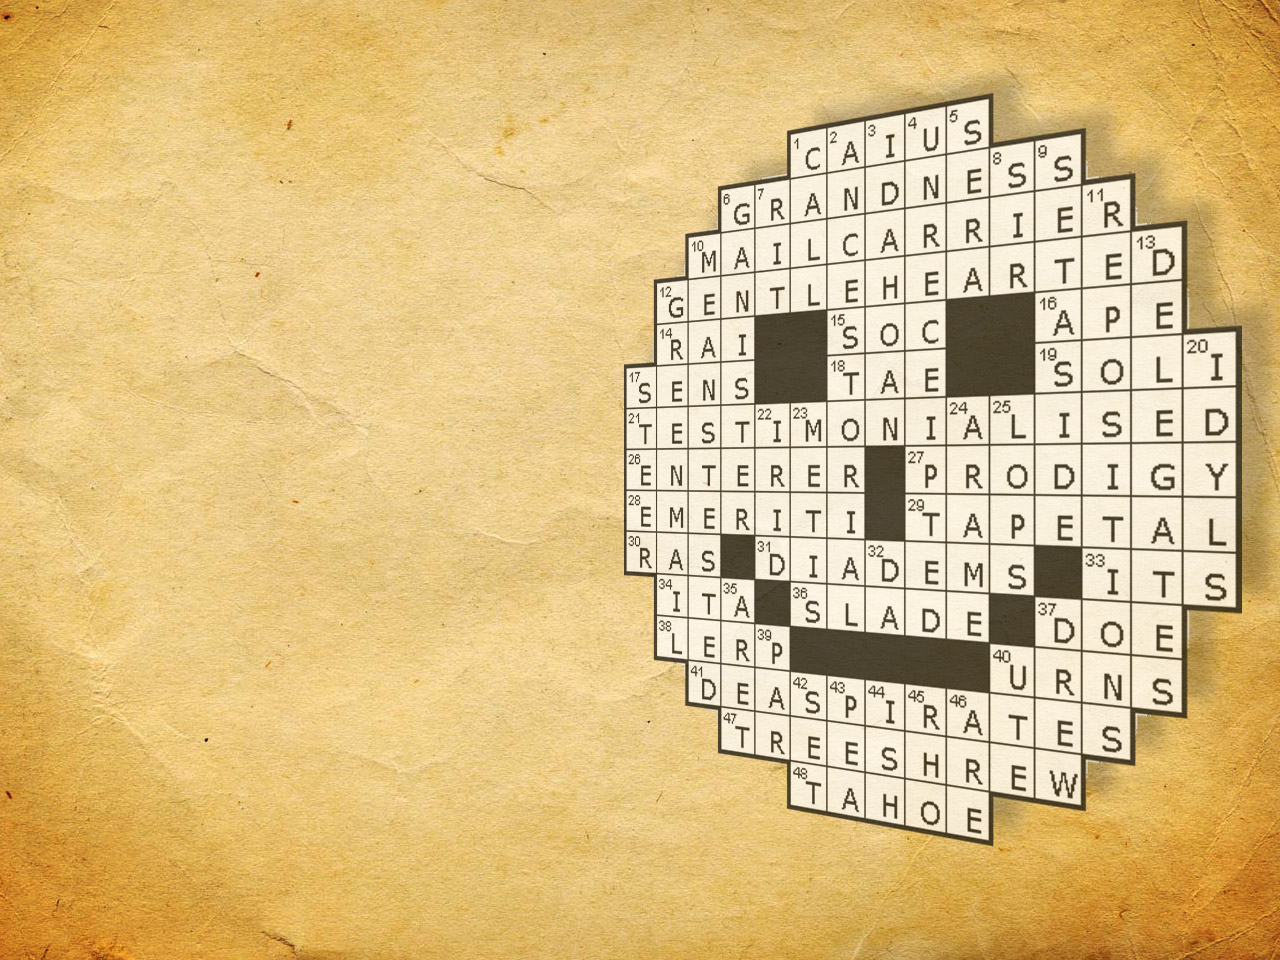 CAIUS
GRANDNESS
MAILCARRIER
GENTLEHEARTED
RAI SOC APE
SENS TAE SOLI
TESTIMONIALISED
ENTERER PRODIGY
EMERITI TAPETAL
RAS DIADEMS ITS
ITA SLADE DOE
LERP URNS
DEASPIRATES
TREESHREW
TAHOE